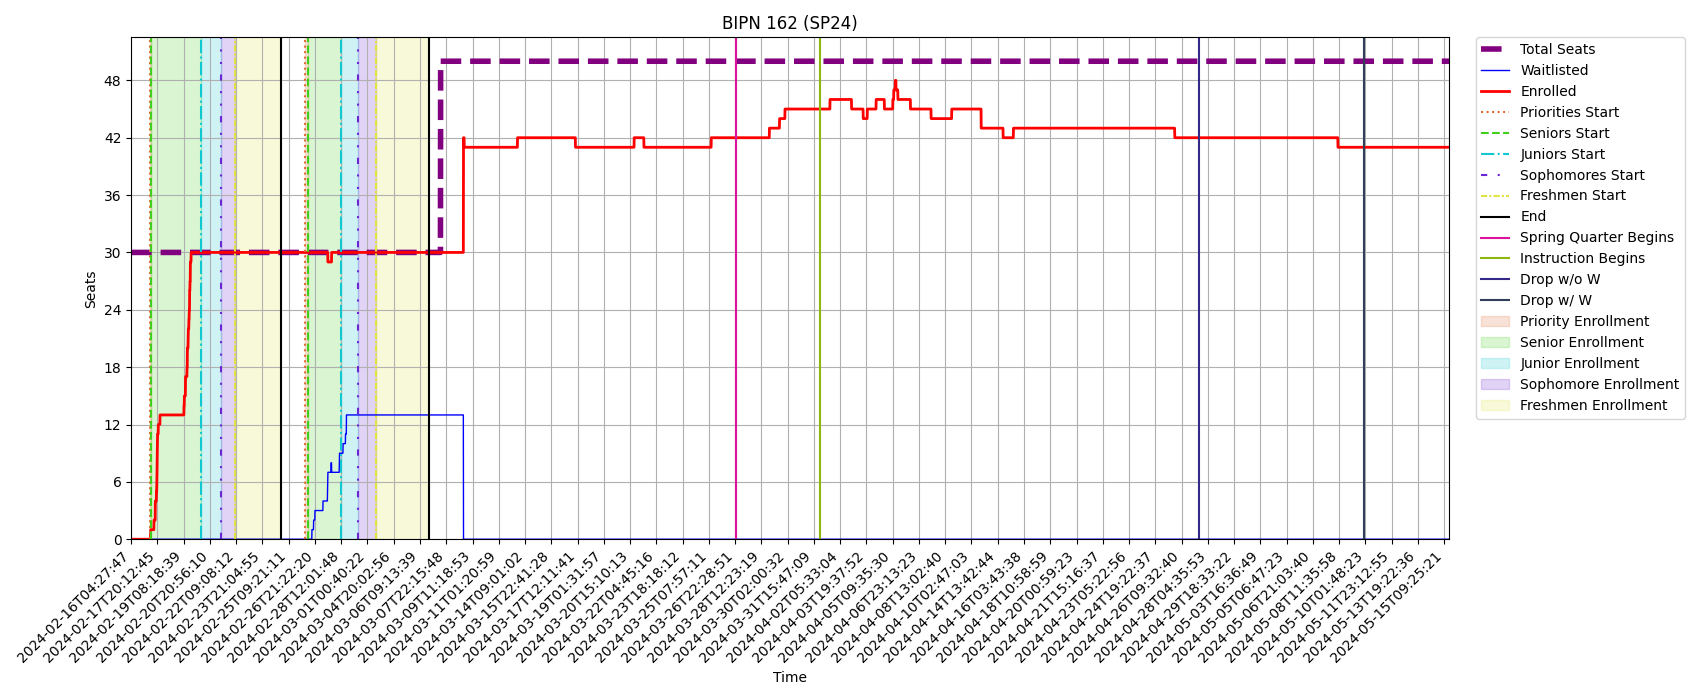 BIPN 162 (SP24)
Seats
48
42
36
30
24
18
12
6
0
2024-02-16T04:27:47
2024-02-17T20:12:45
2024-02-19T08:18:39
2024-02-20T20:56:10
2024-02-22T09:08:12
2024-02-23T21:04:55
2024-02-25T09:21:11
2024-02-26T21:22:20
2024-02-28T12:01:48
2024-03-01T00:40:22
2024-03-04T20:02:56
2024-03-06T09:13:39
2024-03-07T22:15:48
2024-03-11T01:18:53
2024-03-12T13:20:59
2024-03-14T09:01:02
2024-03-15T22:41:28
2024-03-17T12:11:41
2024-03-19T01:31:57
2024-03-20T15:10:13
2024-03-22T04:45:16
2024-03-23T18:18:12
2024-03-25T07:57:11
2024-03-26T22:28:51
2024-03-28T12:23:19
2024-03-30T02:00:32
2024-03-31T15:47:09
2024-04-02T05:33:04
2024-04-03T19:37:52
2024-04-05T09:35:30
2024-04-06T23:13:23
2024-04-08T13:02:40
2024-04-10T02:47:03
2024-04-14T13:42:44
2024-04-16T03:43:38
2024-04-18T10:58:59
2024-04-20T00:59:23
2024-04-21T15:16:37
2024-04-23T05:22:56
2024-04-24T19:22:37
2024-04-26T09:32:40
2024-04-28T04:35:53
2024-04-29T18:33:22
2024-05-03T16:36:49
2024-05-05T06:47:23
2024-05-06T21:03:40
2024-05-08T11:35:58
2024-05-10T01:48:23
2024-05-11T23:12:55
2024-05-13T19:22:36
2024-05-15T09:25:21
Time
Total Seats
Waitlisted
Enrolled
Priorities Start
Seniors Start
Juniors Start
Sophomores Start
Freshmen Start
End
Spring Quarter Begins
Instruction Begins
Drop w/o W
Drop w/ W
Priority Enrollment
Senior Enrollment
Junior Enrollment
Sophomore Enrollment
Freshmen Enrollment